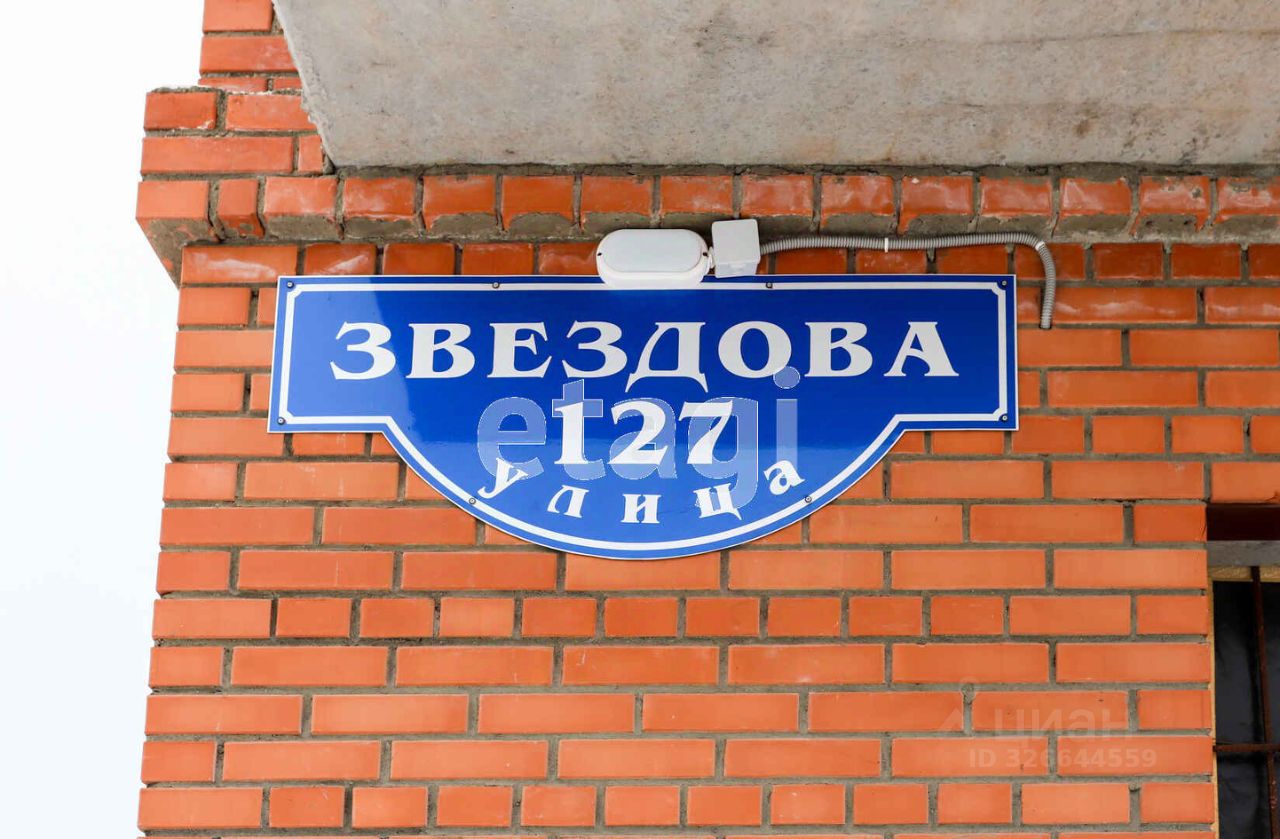 ЗВЕЗДОВА
127
улица
etagi
циан
ID 326644559